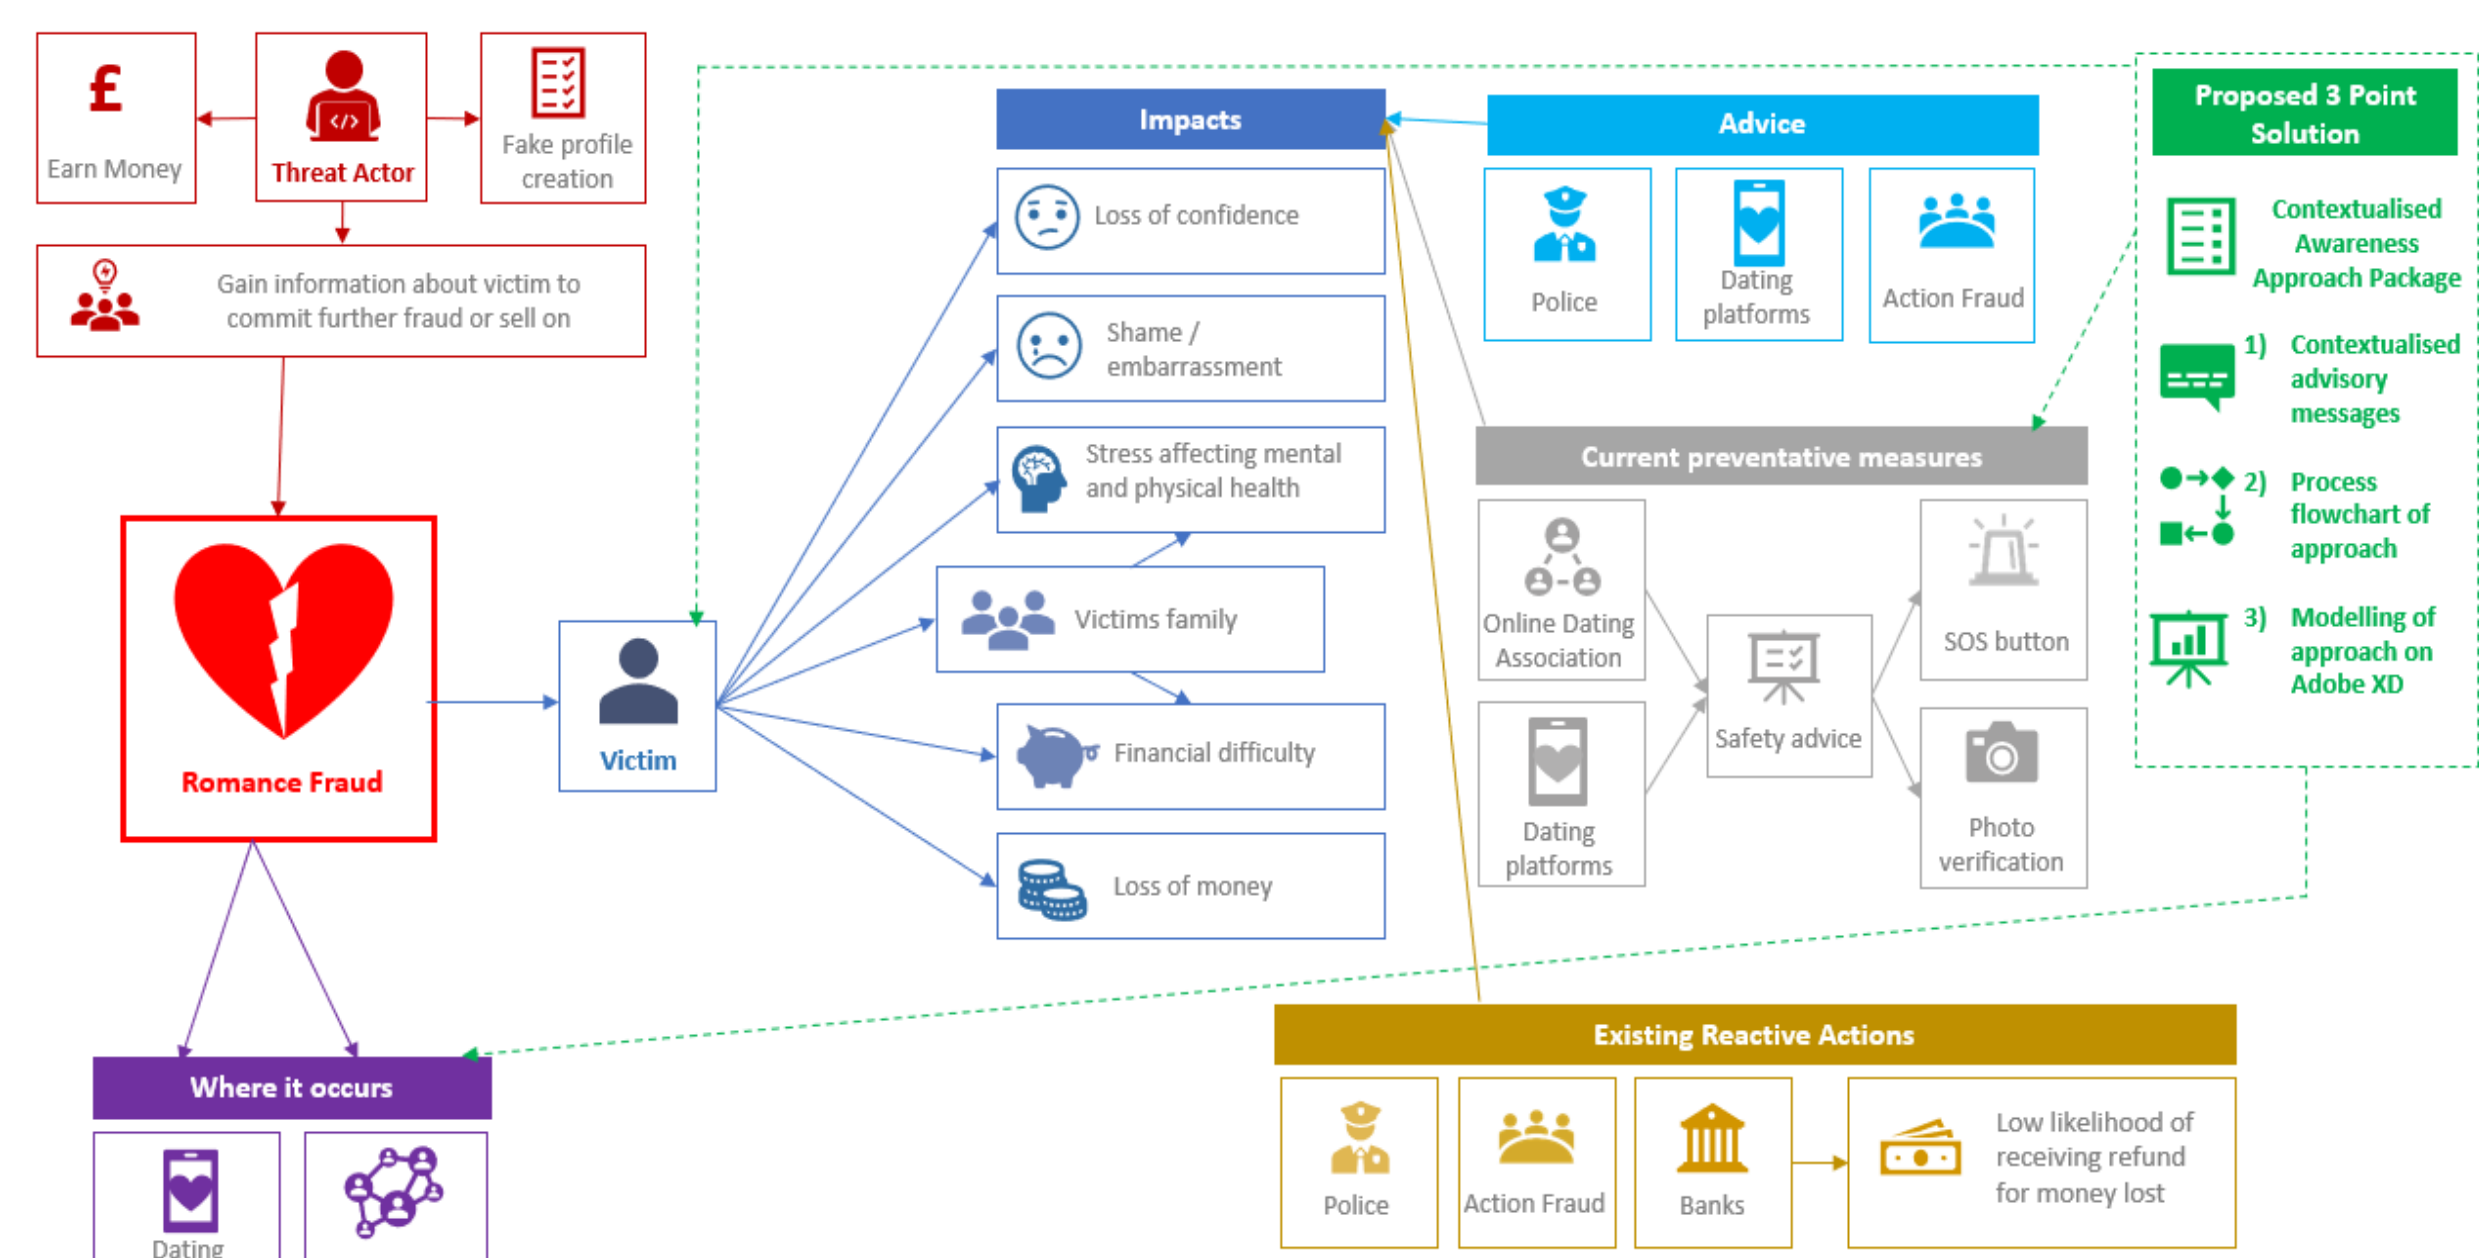 £
Earn Money
</>
Threat Actor
Fake profile
creation
Gain information about victim to
commit further fraud or sell on
Romance Fraud
Victim
Where it occurs
Dating
Impacts
Loss of confidence
Shame /
embarrassment
Stress affecting mental
and physical health
Victims family
Financial difficulty
Loss of money
Advice
Police
Dating
platforms
Action Fraud
Current preventative measures
Online Dating
Association
Dating
platforms
Safety advice
SOS button
Photo
verification
Existing Reactive Actions
Police
Action Fraud
Banks
Low likelihood of
receiving refund
for money lost
Proposed 3 Point
Solution
Contextualised
Awareness
Approach Package
1) Contextualised
advisory
messages
2) Process
flowchart of
approach
3) Modelling of
approach on
Adobe XD